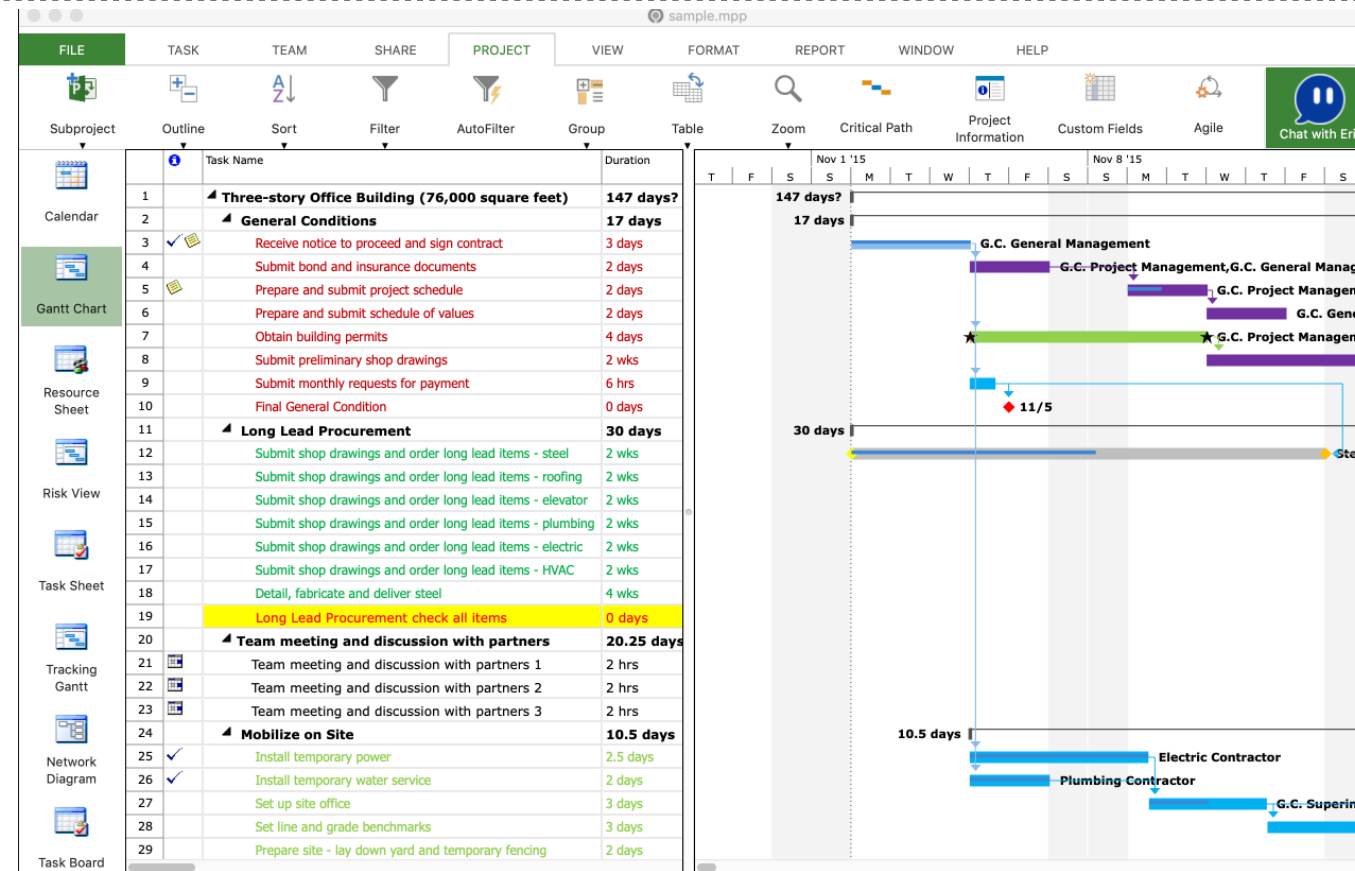 sample.mpp
FILE TASK TEAM SHARE PROJECT VIEW FORMAT REPORT WINDOW HELP
Subproject Outline Sort Filter AutoFilter Group Table Zoom Critical Path Project Information Custom Fields Agile Chat with Eri
Calendar
Gantt Chart
Resource
Sheet
Risk View
Task Sheet
Tracking
Gantt
Network
Diagram
Task Board
Task Name Duration
1 Three-story Office Building (76,000 square feet) 147 days?
2 General Conditions 17 days
3 Receive notice to proceed and sign contract 3 days
4 Submit bond and insurance documents 2 days
5 Prepare and submit project schedule 2 days
6 Prepare and submit schedule of values 2 days
7 Obtain building permits 4 days
8 Submit preliminary shop drawings 2 wks
9 Submit monthly requests for payment 6 hrs
10 Final General Condition 0 days
11 Long Lead Procurement 30 days
12 Submit shop drawings and order long lead items - steel 2 wks
13 Submit shop drawings and order long lead items - roofing 2 wks
14 Submit shop drawings and order long lead items - elevator 2 wks
15 Submit shop drawings and order long lead items - plumbing 2 wks
16 Submit shop drawings and order long lead items - electric 2 wks
17 Submit shop drawings and order long lead items - HVAC 2 wks
18 Detail, fabricate and deliver steel 4 wks
19 Long Lead Procurement check all items 0 days
20 Team meeting and discussion with partners 20.25 days
21 Team meeting and discussion with partners 1 2 hrs
22 Team meeting and discussion with partners 2 2 hrs
23 Team meeting and discussion with partners 3 2 hrs
24 Mobilize on Site 10.5 days
25 Install temporary power 2.5 days
26 Install temporary water service 2 days
27 Set up site office 3 days
28 Set line and grade benchmarks 3 days
29 Prepare site - lay down yard and temporary fencing 2 days
Nov 1 '15 Nov 8 '15
T F S S M T W T F S S M T W T F S
147 days?
17 days
G.C. General Management
G.C. Project Management,G.C. General Manag
G.C. Project Managem
G.C. Gene
G.C. Project Managem
11/5
30 days
Ste
10.5 days
Electric Contractor
Plumbing Contractor
G.C. Superin